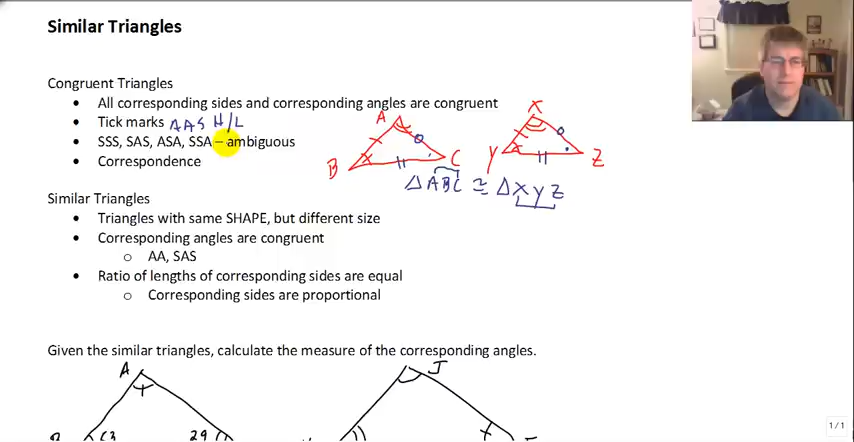 Similar Triangles
Congruent Triangles
• All corresponding sides and corresponding angles are congruent
• Tick marks AAS H/L
• SSS, SAS, ASA, SSA – ambiguous
• Correspondence
A
B
C
X
Y
Z
△ABC ≅ △XYZ
Similar Triangles
• Triangles with same SHAPE, but different size
• Corresponding angles are congruent
o AA, SAS
• Ratio of lengths of corresponding sides are equal
o Corresponding sides are proportional
Given the similar triangles, calculate the measure of the corresponding angles.
A
J
63
29
1/1